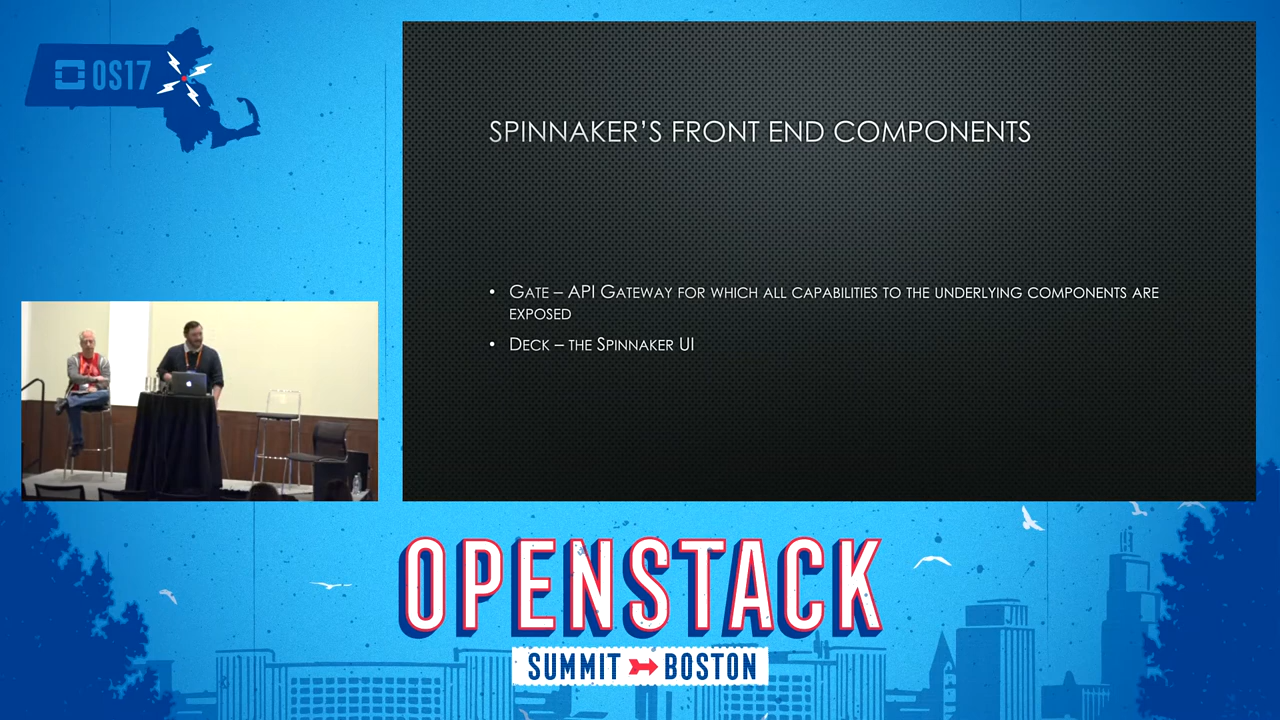 OS17
SPINNAKER'S FRONT END COMPONENTS
• GATE – API GATEWAY FOR WHICH ALL CAPABILITIES TO THE UNDERLYING COMPONENTS ARE
EXPOSED
• DECK – THE SPINNAKER UI
OPENSTACK
SUMMIT BOSTON